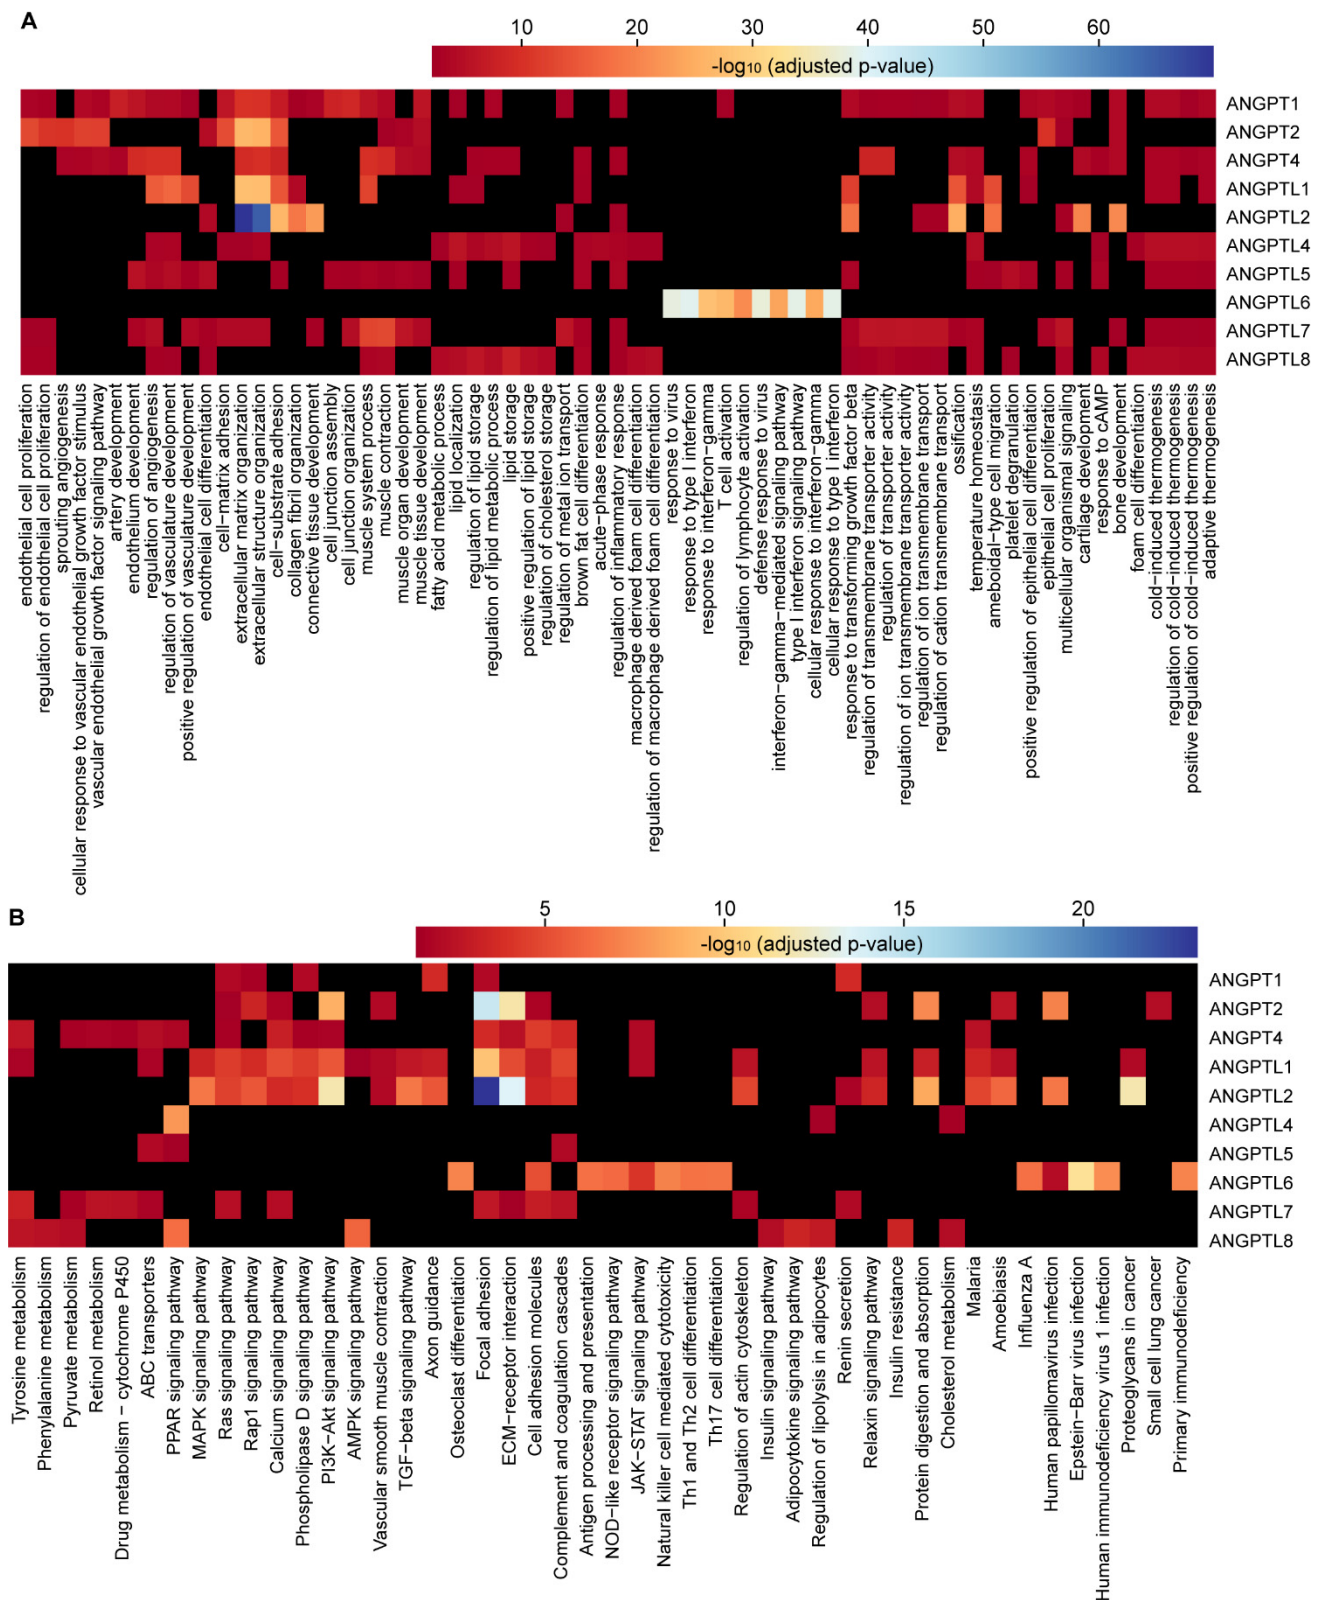 A
10 20 30 40 50 60
-log₁₀ (adjusted p-value)
ANGPT1
ANGPT2
ANGPT4
ANGPTL1
ANGPTL2
ANGPTL4
ANGPTL5
ANGPTL6
ANGPTL7
ANGPTL8
endothelial cell proliferation
regulation of endothelial cell proliferation
sprouting angiogenesis
cellular response to vascular endothelial growth factor stimulus
vascular endothelial growth factor signaling pathway
artery development
endothelium development
regulation of angiogenesis
regulation of vasculature development
positive regulation of vasculature development
endothelial cell differentiation
cell−matrix adhesion
extracellular matrix organization
extracellular structure organization
cell−substrate adhesion
collagen fibril organization
connective tissue development
cell junction assembly
cell junction organization
muscle system process
muscle contraction
muscle organ development
muscle tissue development
fatty acid metabolic process
lipid localization
regulation of lipid storage
regulation of lipid metabolic process
lipid storage
positive regulation of lipid storage
regulation of cholesterol storage
regulation of metal ion transport
brown fat cell differentiation
acute−phase response
regulation of inflammatory response
macrophage derived foam cell differentiation
regulation of macrophage derived foam cell differentiation
response to virus
response to type I interferon
response to interferon−gamma
T cell activation
regulation of lymphocyte activation
defense response to virus
interferon−gamma−mediated signaling pathway
type I interferon signaling pathway
cellular response to interferon−gamma
cellular response to type I interferon
response to transforming growth factor beta
regulation of transmembrane transporter activity
regulation of transporter activity
regulation of ion transmembrane transporter activity
regulation of ion transmembrane transport
regulation of cation transmembrane transport
ossification
temperature homeostasis
ameboidal−type cell migration
platelet degranulation
positive regulation of epithelial cell differentiation
epithelial cell proliferation
multicellular organismal signaling
cartilage development
response to cAMP
bone development
foam cell differentiation
cold−induced thermogenesis
regulation of cold−induced thermogenesis
positive regulation of cold−induced thermogenesis
adaptive thermogenesis
B
5 10 15 20
-log₁₀ (adjusted p-value)
ANGPT1
ANGPT2
ANGPT4
ANGPTL1
ANGPTL2
ANGPTL4
ANGPTL5
ANGPTL6
ANGPTL7
ANGPTL8
Tyrosine metabolism
Phenylalanine metabolism
Pyruvate metabolism
Retinol metabolism
Drug metabolism − cytochrome P450
ABC transporters
PPAR signaling pathway
MAPK signaling pathway
Ras signaling pathway
Rap1 signaling pathway
Calcium signaling pathway
Phospholipase D signaling pathway
PI3K−Akt signaling pathway
AMPK signaling pathway
Vascular smooth muscle contraction
TGF−beta signaling pathway
Axon guidance
Osteoclast differentiation
Focal adhesion
ECM−receptor interaction
Cell adhesion molecules
Complement and coagulation cascades
Antigen processing and presentation
NOD−like receptor signaling pathway
JAK−STAT signaling pathway
Natural killer cell mediated cytotoxicity
Th1 and Th2 cell differentiation
Th17 cell differentiation
Regulation of actin cytoskeleton
Insulin signaling pathway
Adipocytokine signaling pathway
Regulation of lipolysis in adipocytes
Renin secretion
Relaxin signaling pathway
Insulin resistance
Protein digestion and absorption
Cholesterol metabolism
Malaria
Amoebiasis
Influenza A
Human papillomavirus infection
Epstein−Barr virus infection
Human immunodeficiency virus 1 infection
Proteoglycans in cancer
Small cell lung cancer
Primary immunodeficiency